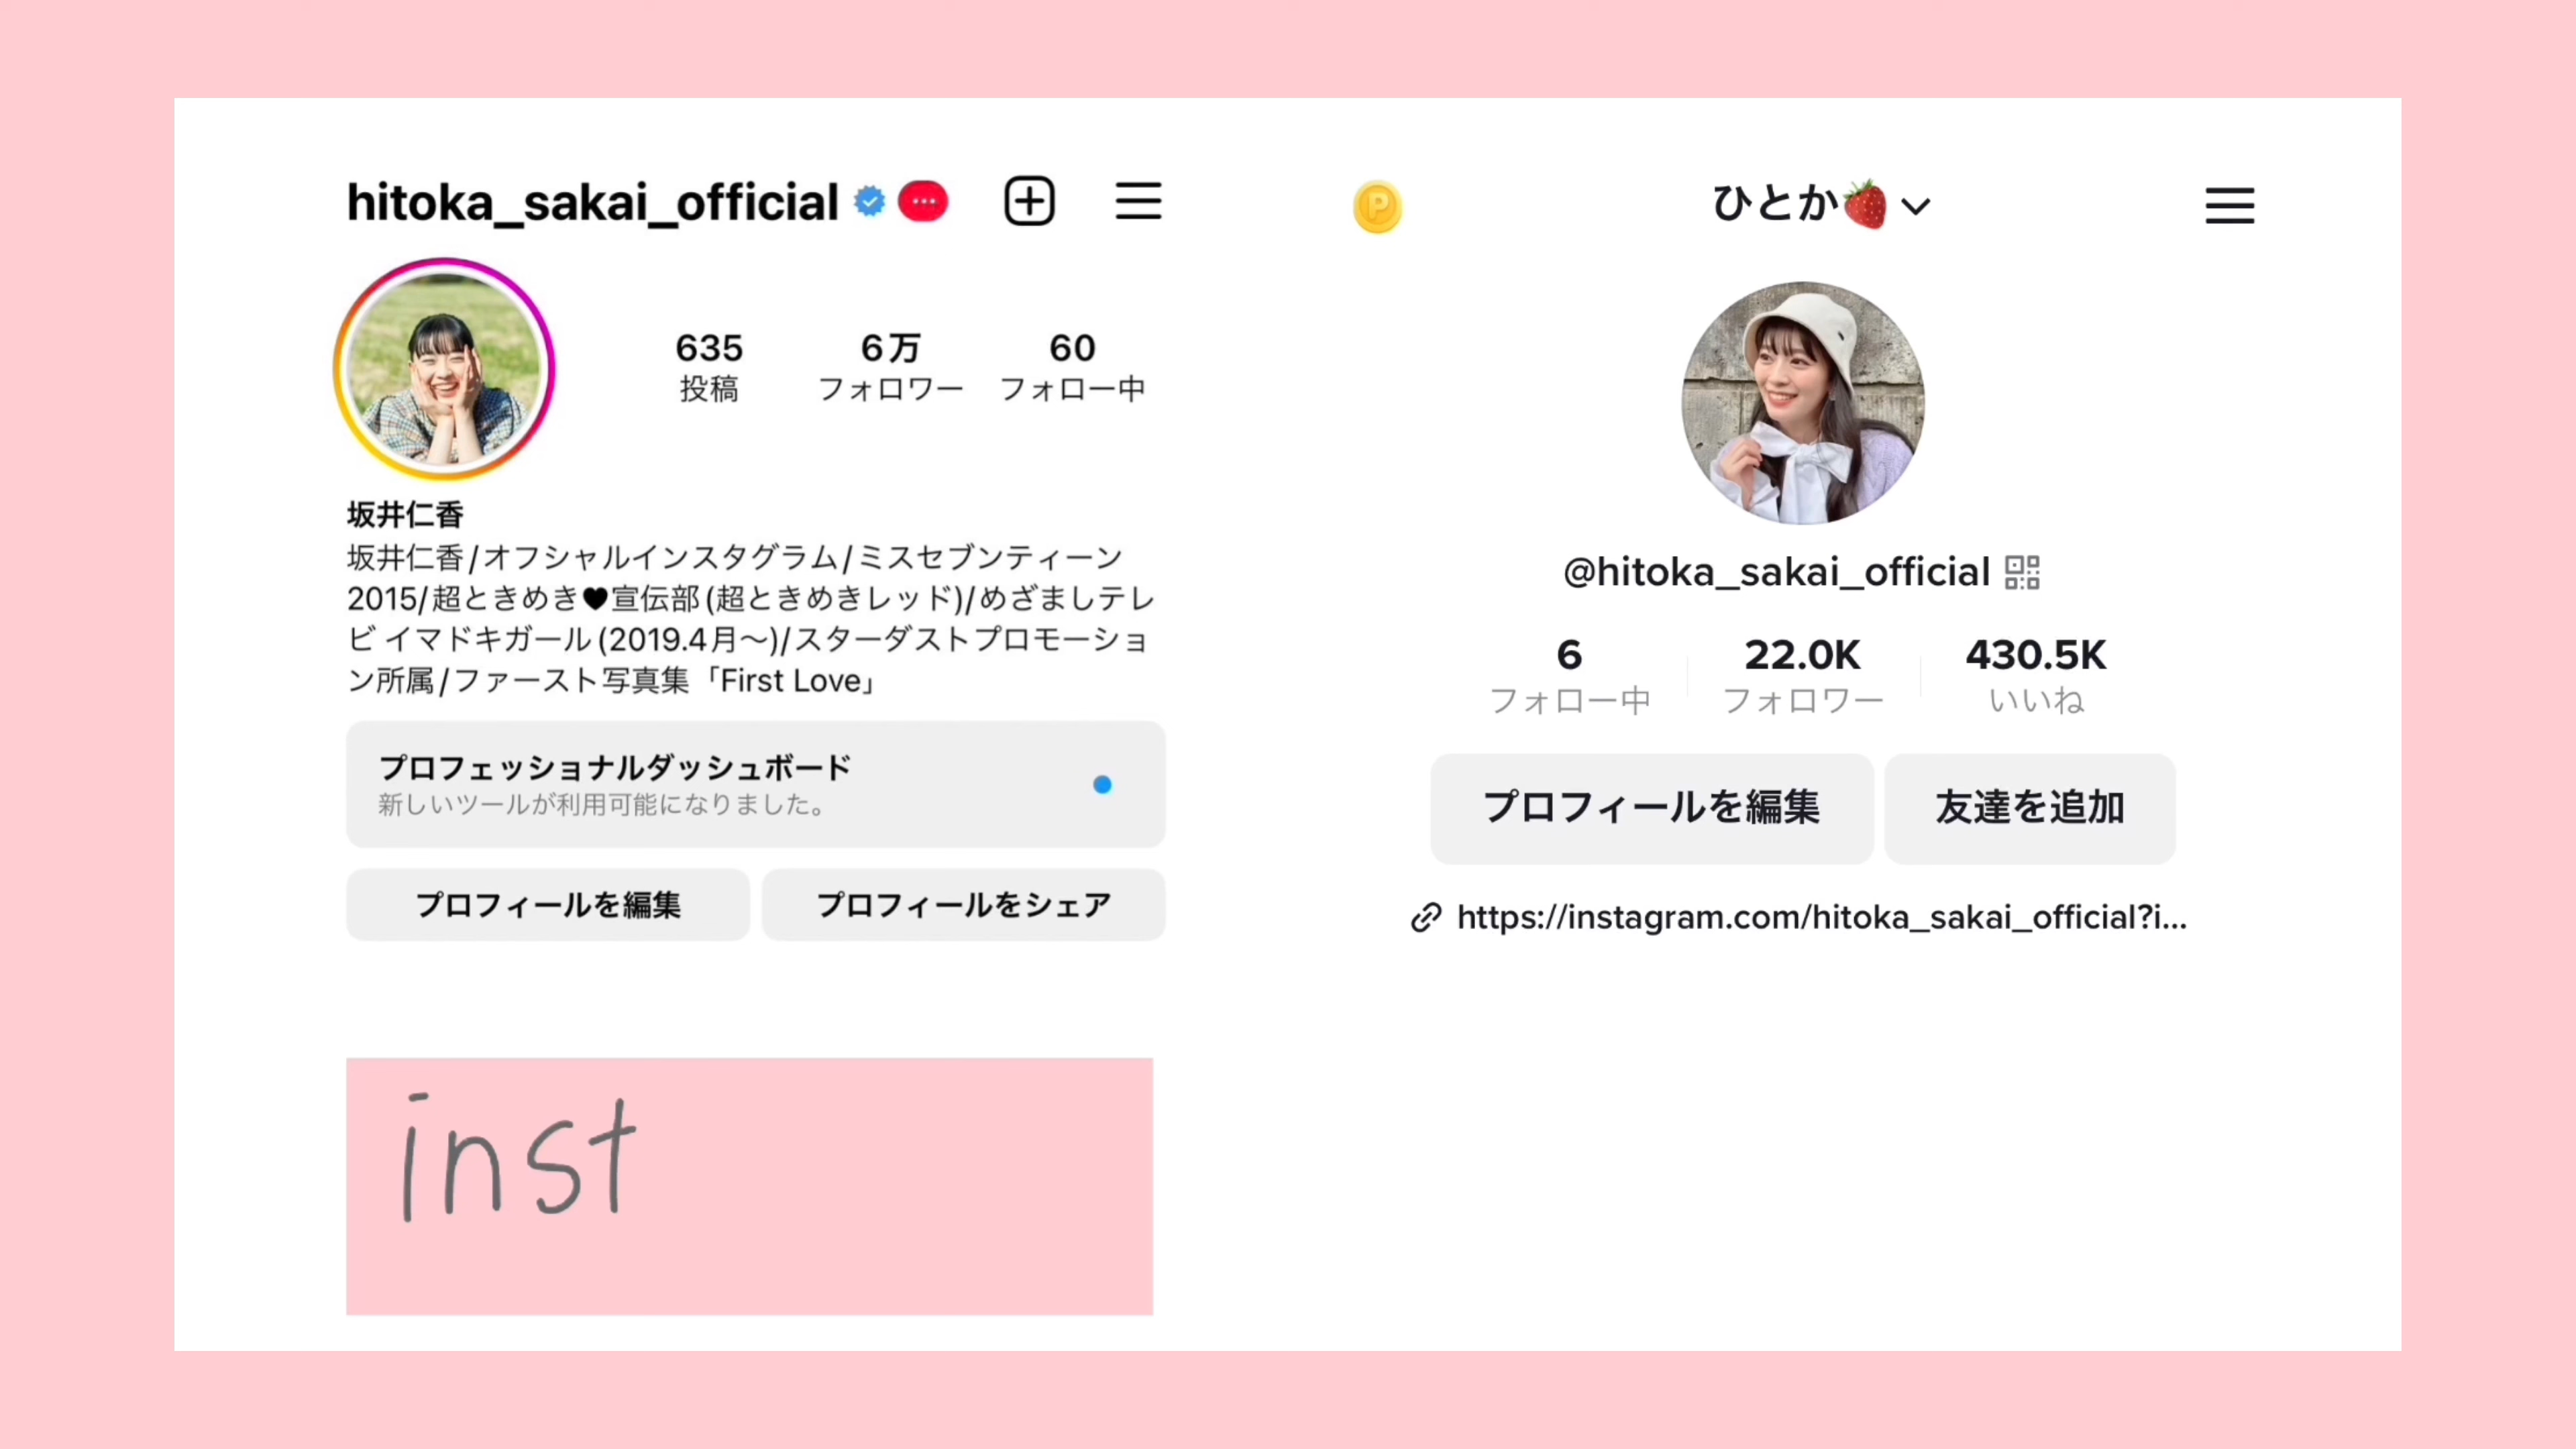 hitoka_sakai_official
635
投稿
6万
フォロワー
60
フォロー中
坂井仁香
坂井仁香/オフシャルインスタグラム/ミスセブンティーン
2015/超ときめき♥宣伝部(超ときめきレッド)/めざましテレ
ビ イマドキガール(2019.4月〜)/スターダストプロモーショ
ン所属/ファースト写真集「First Love」
プロフェッショナルダッシュボード
新しいツールが利用可能になりました。
プロフィールを編集
プロフィールをシェア
inst
P
ひとか🍓
@hitoka_sakai_official
6
フォロー中
22.0K
フォロワー
430.5K
いいね
プロフィールを編集
友達を追加
https://instagram.com/hitoka_sakai_official?i...